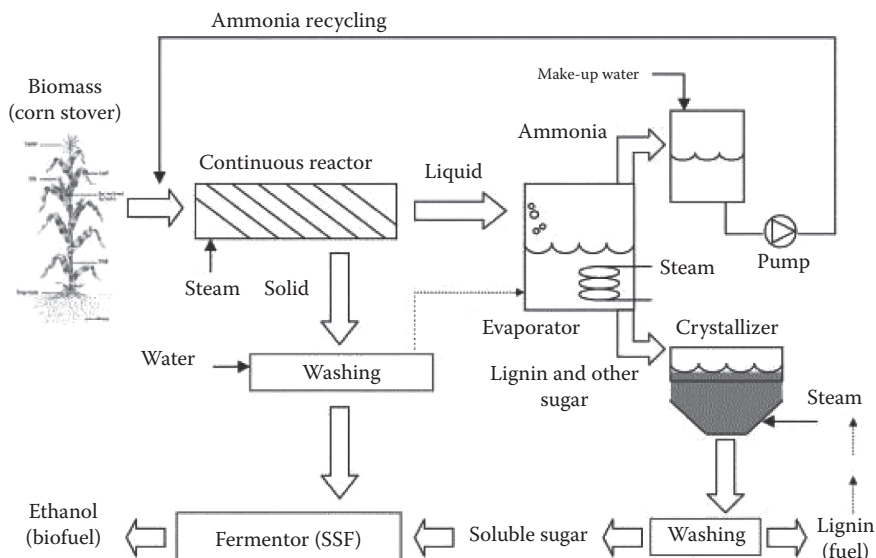 Ammonia recycling
Biomass
(corn stover)
Make-up water
Ammonia
Continuous reactor
Liquid
Steam
Solid
Steam
Pump
Evaporator
Crystallizer
Water
Washing
Lignin and other
sugar
Steam
Ethanol
(biofuel)
Fermentor (SSF)
Soluble sugar
Washing
Lignin
(fuel)